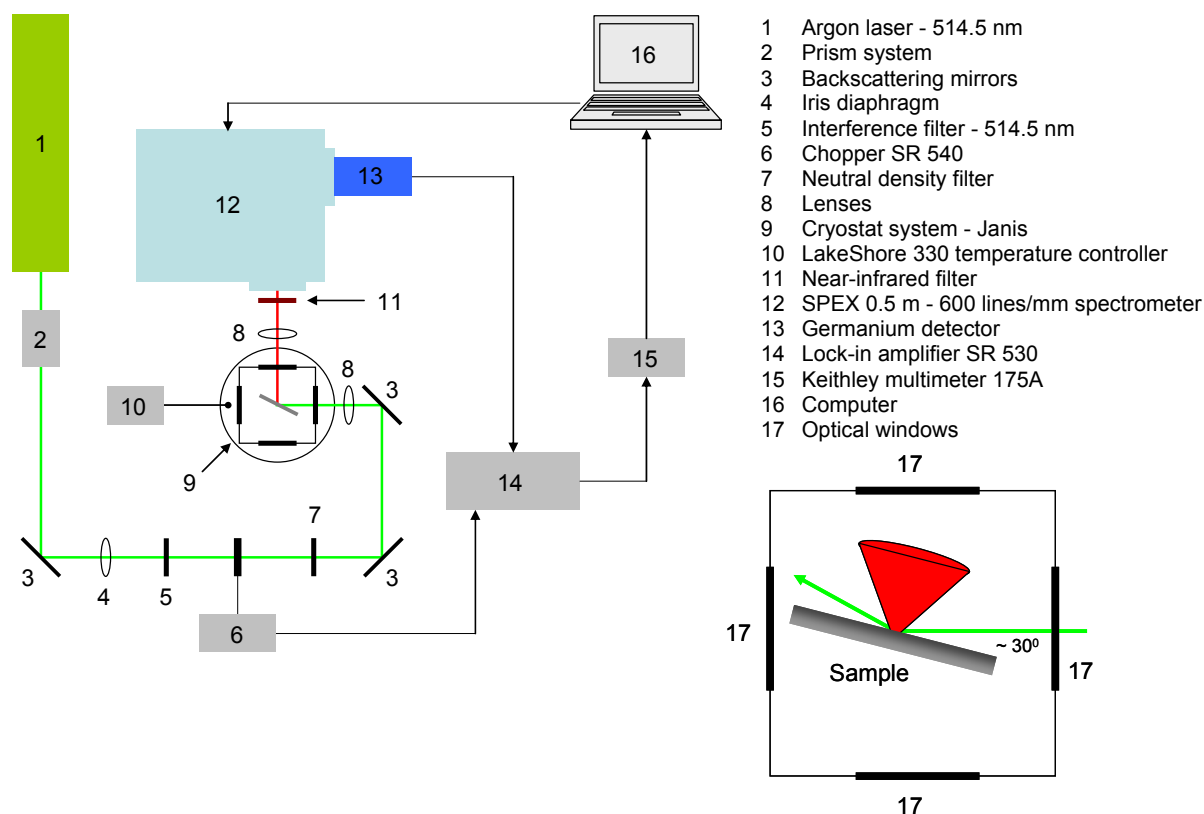 1
2
3
4
5
6
7
3
8
8
3
9
10
11
12
13
14
15
16
1 Argon laser - 514.5 nm
2 Prism system
3 Backscattering mirrors
4 Iris diaphragm
5 Interference filter - 514.5 nm
6 Chopper SR 540
7 Neutral density filter
8 Lenses
9 Cryostat system - Janis
10 LakeShore 330 temperature controller
11 Near-infrared filter
12 SPEX 0.5 m - 600 lines/mm spectrometer
13 Germanium detector
14 Lock-in amplifier SR 530
15 Keithley multimeter 175A
16 Computer
17 Optical windows
17
17
~ 30⁰
Sample
17
17